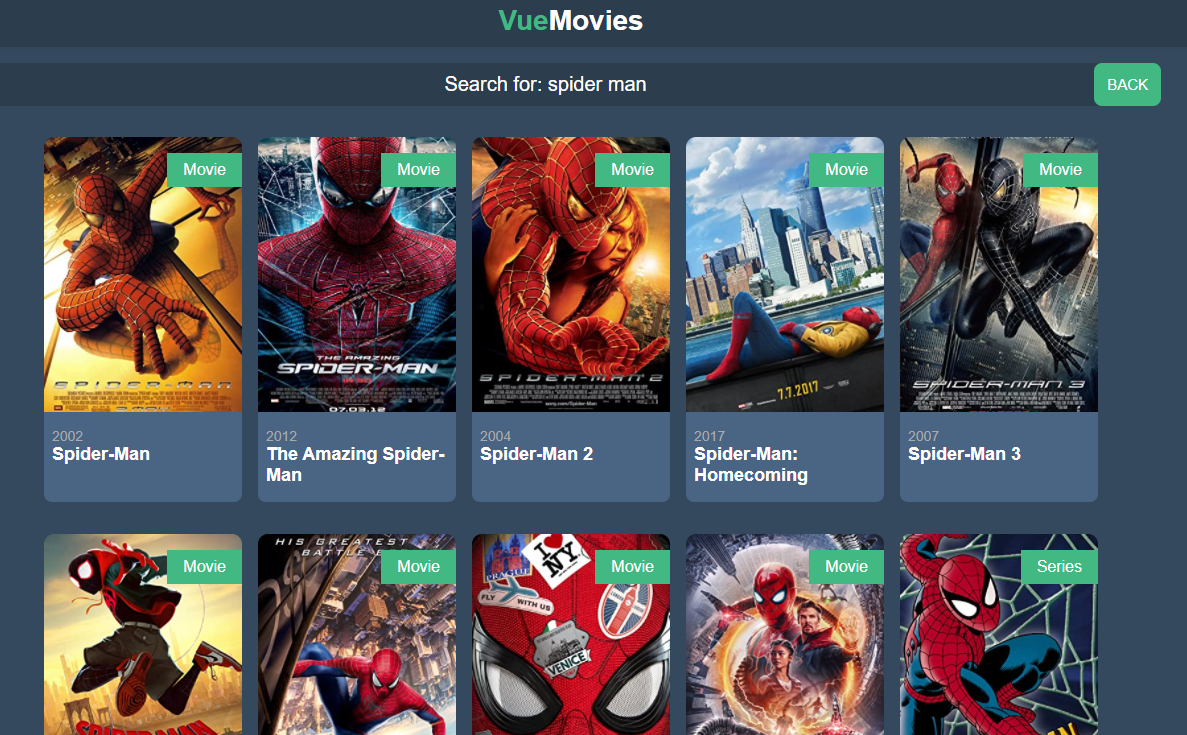 VueMovies
Search for: spider man
BACK
Movie
Movie
Movie
Movie
Movie
SPIDER-MAN
THE AMAZING
SPIDER-MAN
07.03.12
SPIDER-MAN 2
7.7.2017
SPIDER-MAN 3
2002
Spider-Man
2012
The Amazing Spider-
Man
2004
Spider-Man 2
2017
Spider-Man:
Homecoming
2007
Spider-Man 3
Movie
HIS GREATEST
BATTLE
Movie
PRAGUE
I NY
FLY WITH US
VENICE
Movie
Movie
Series